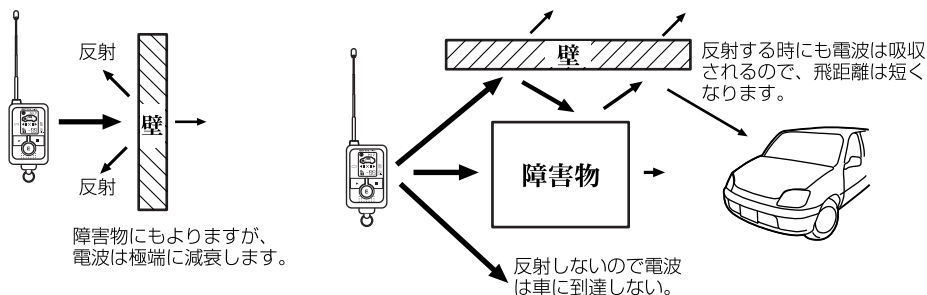 反射
壁
反射
障害物にもよりますが、
電波は極端に減衰します。
壁
反射する時にも電波は吸収
されるので、飛距離は短く
なります。
障害物
反射しないので電波
は車に到達しない。